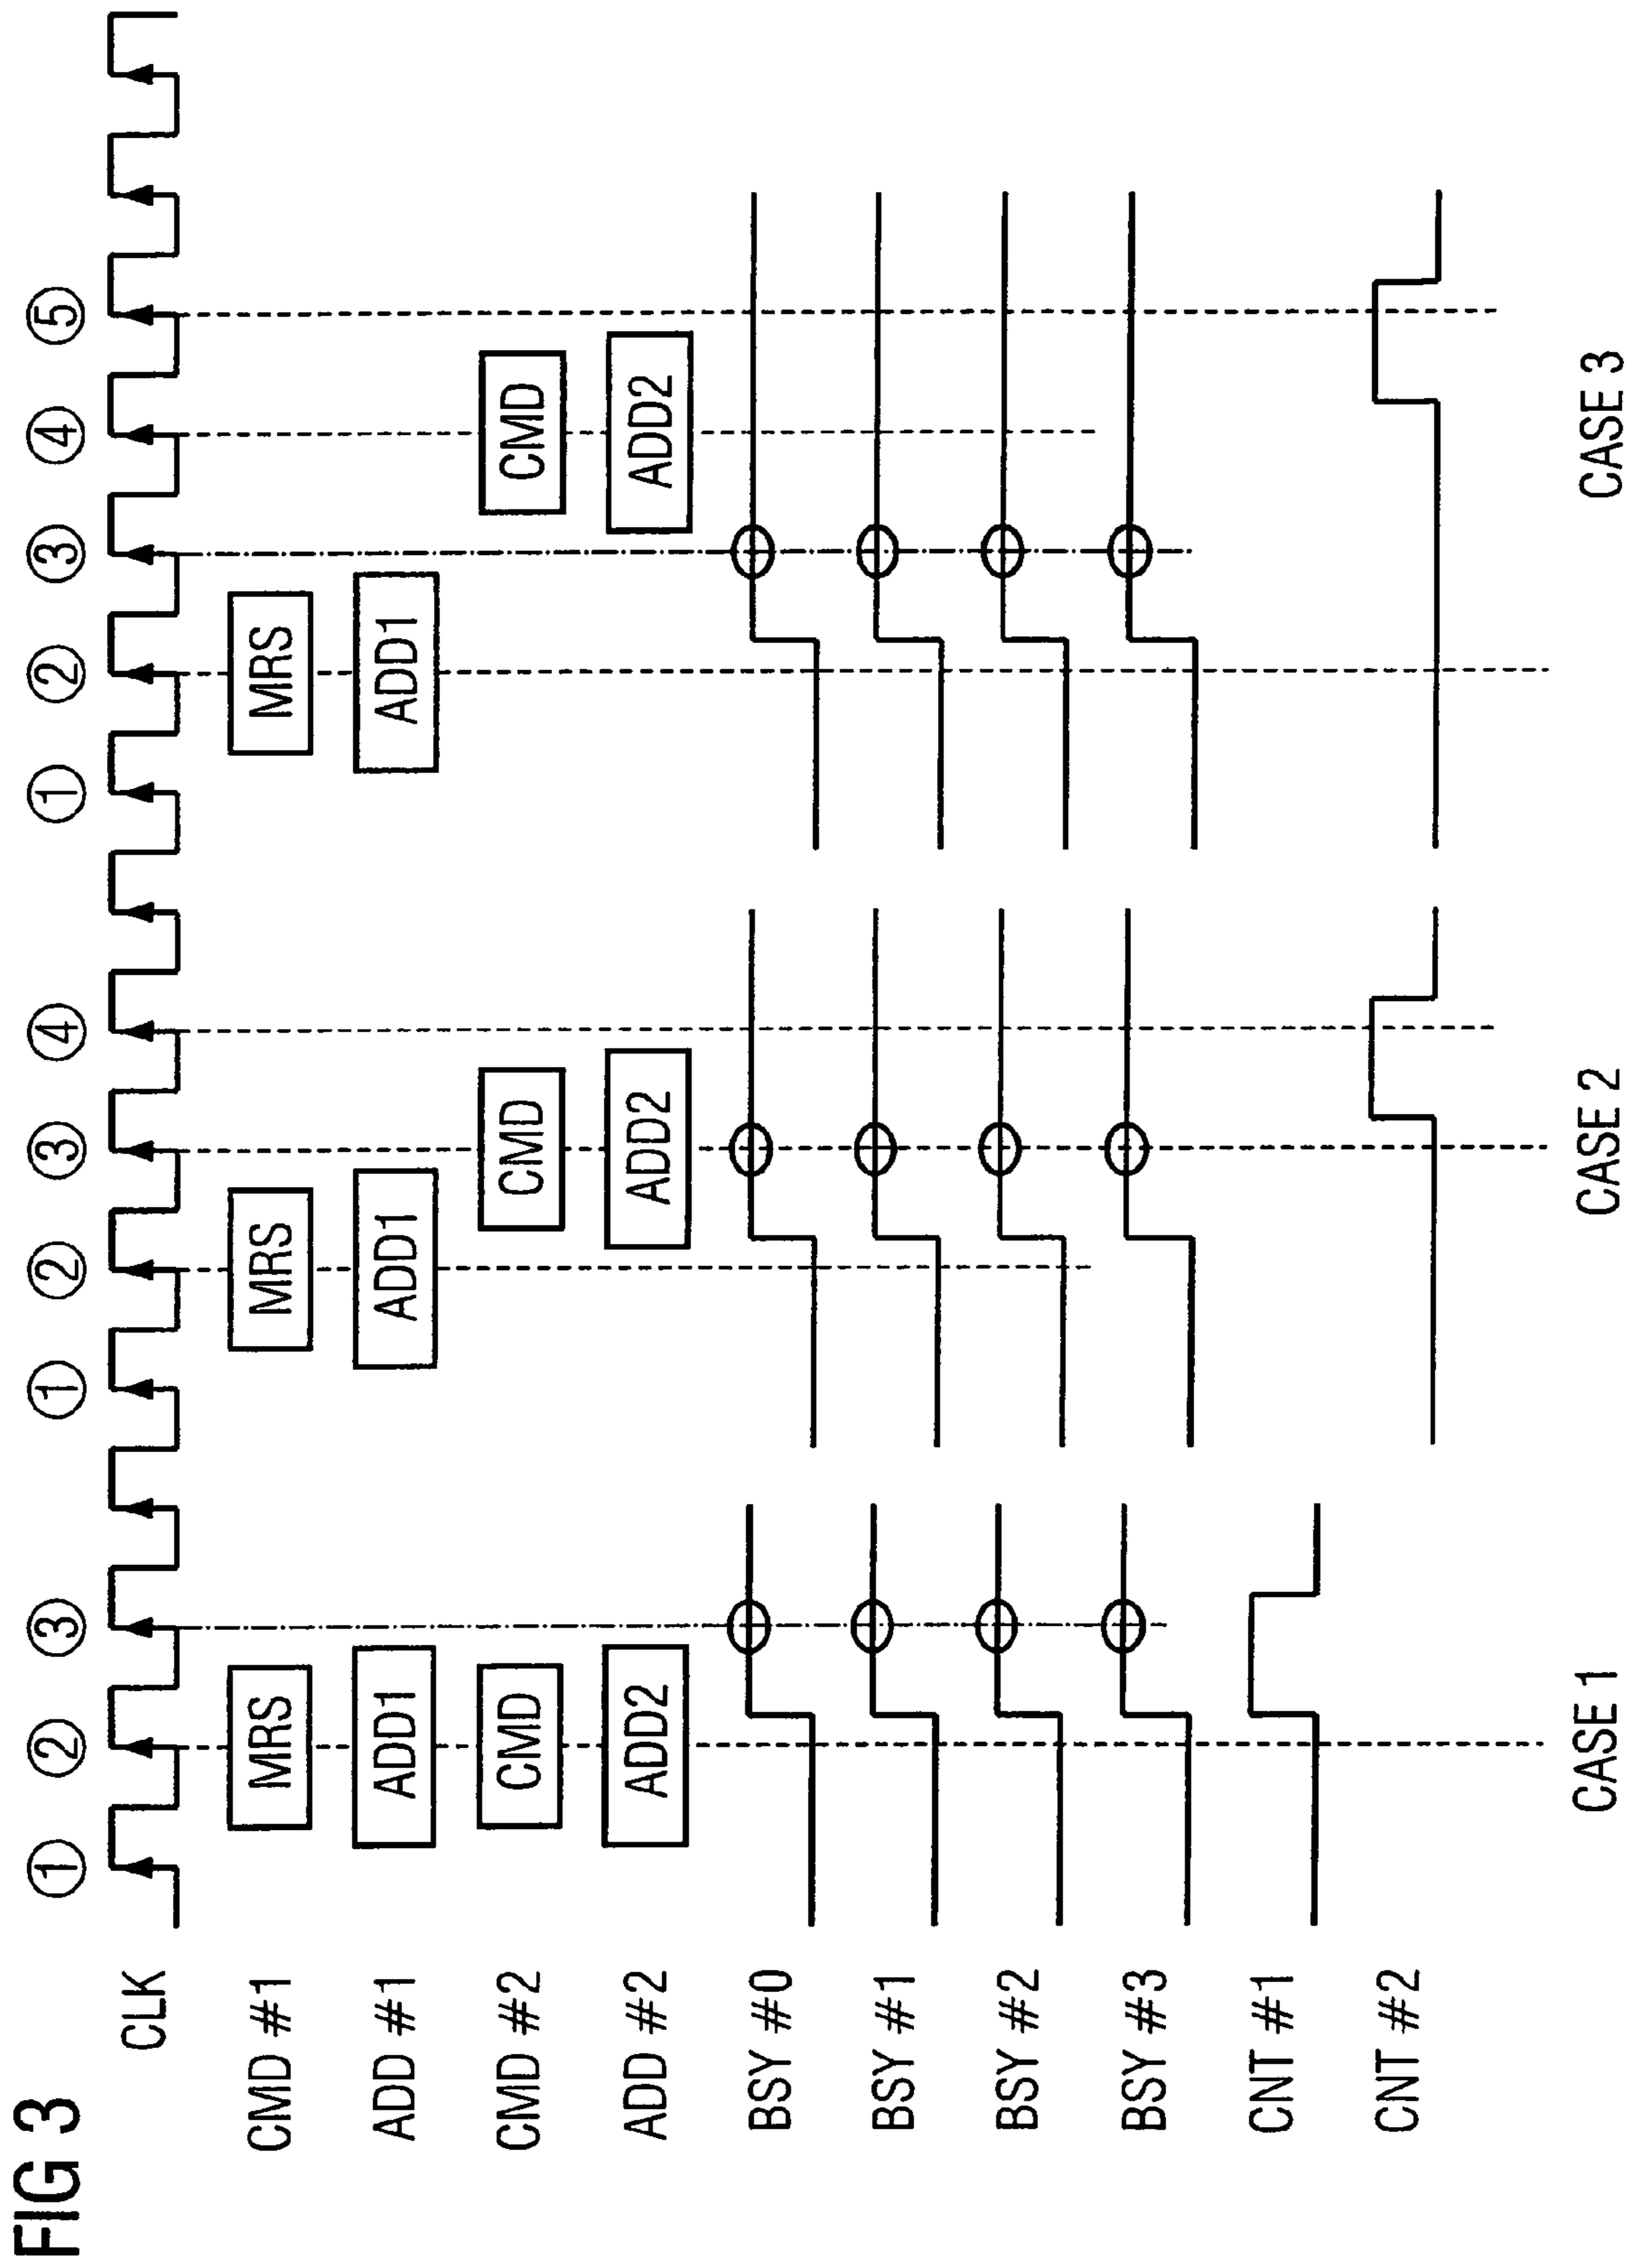 FIG 3
① ② ③ ① ② ③ ④ ① ② ③ ④ ⑤
CLK
CMD #1 MRS MRS MRS
ADD #1 ADD1 ADD1 ADD1
CMD #2 CMD CMD CMD
ADD #2 ADD2 ADD2 ADD2
BSY #0
BSY #1
BSY #2
BSY #3
CNT #1
CNT #2
CASE 1 CASE 2 CASE 3